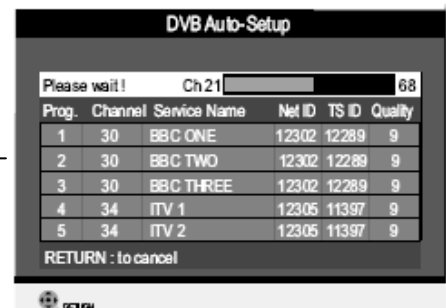 DVB Auto-Setup
Please wait! Ch 21 68
Prog. Channel Service Name Net ID TS ID Quality
1 30 BBC ONE 12302 12289 9
2 30 BBC TWO 12302 12289 9
3 30 BBC THREE 12302 12289 9
4 34 ITV 1 12305 11397 9
5 34 ITV 2 12305 11397 9
RETURN : to cancel